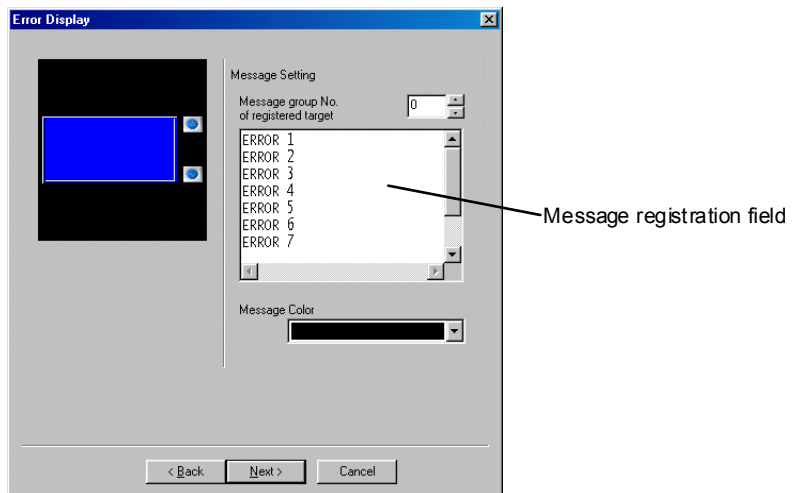 Error Display
Message Setting
Message group No.
of registered target
0
ERROR 1
ERROR 2
ERROR 3
ERROR 4
ERROR 5
ERROR 6
ERROR 7
Message registration field
Message Color
< Back
Next >
Cancel